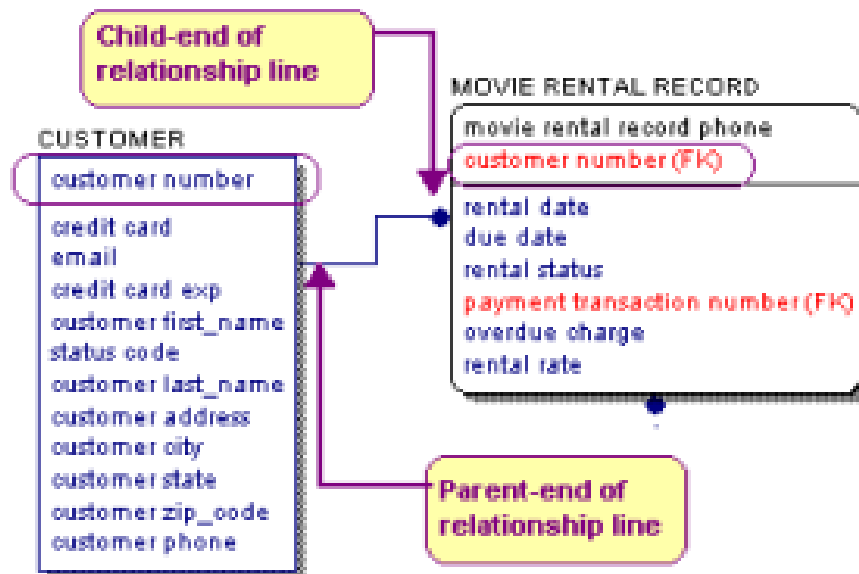 Child-end of
relationship line
MOVIE RENTAL RECORD
movie rental record phone
customer number (FK)
rental date
due date
rental status
payment transaction number (FK)
overdue charge
rental rate
CUSTOMER
customer number
credit card
email
credit card exp
customer first_name
status code
customer last_name
customer address
customer city
customer state
customer zip_code
customer phone
Parent-end of
relationship line